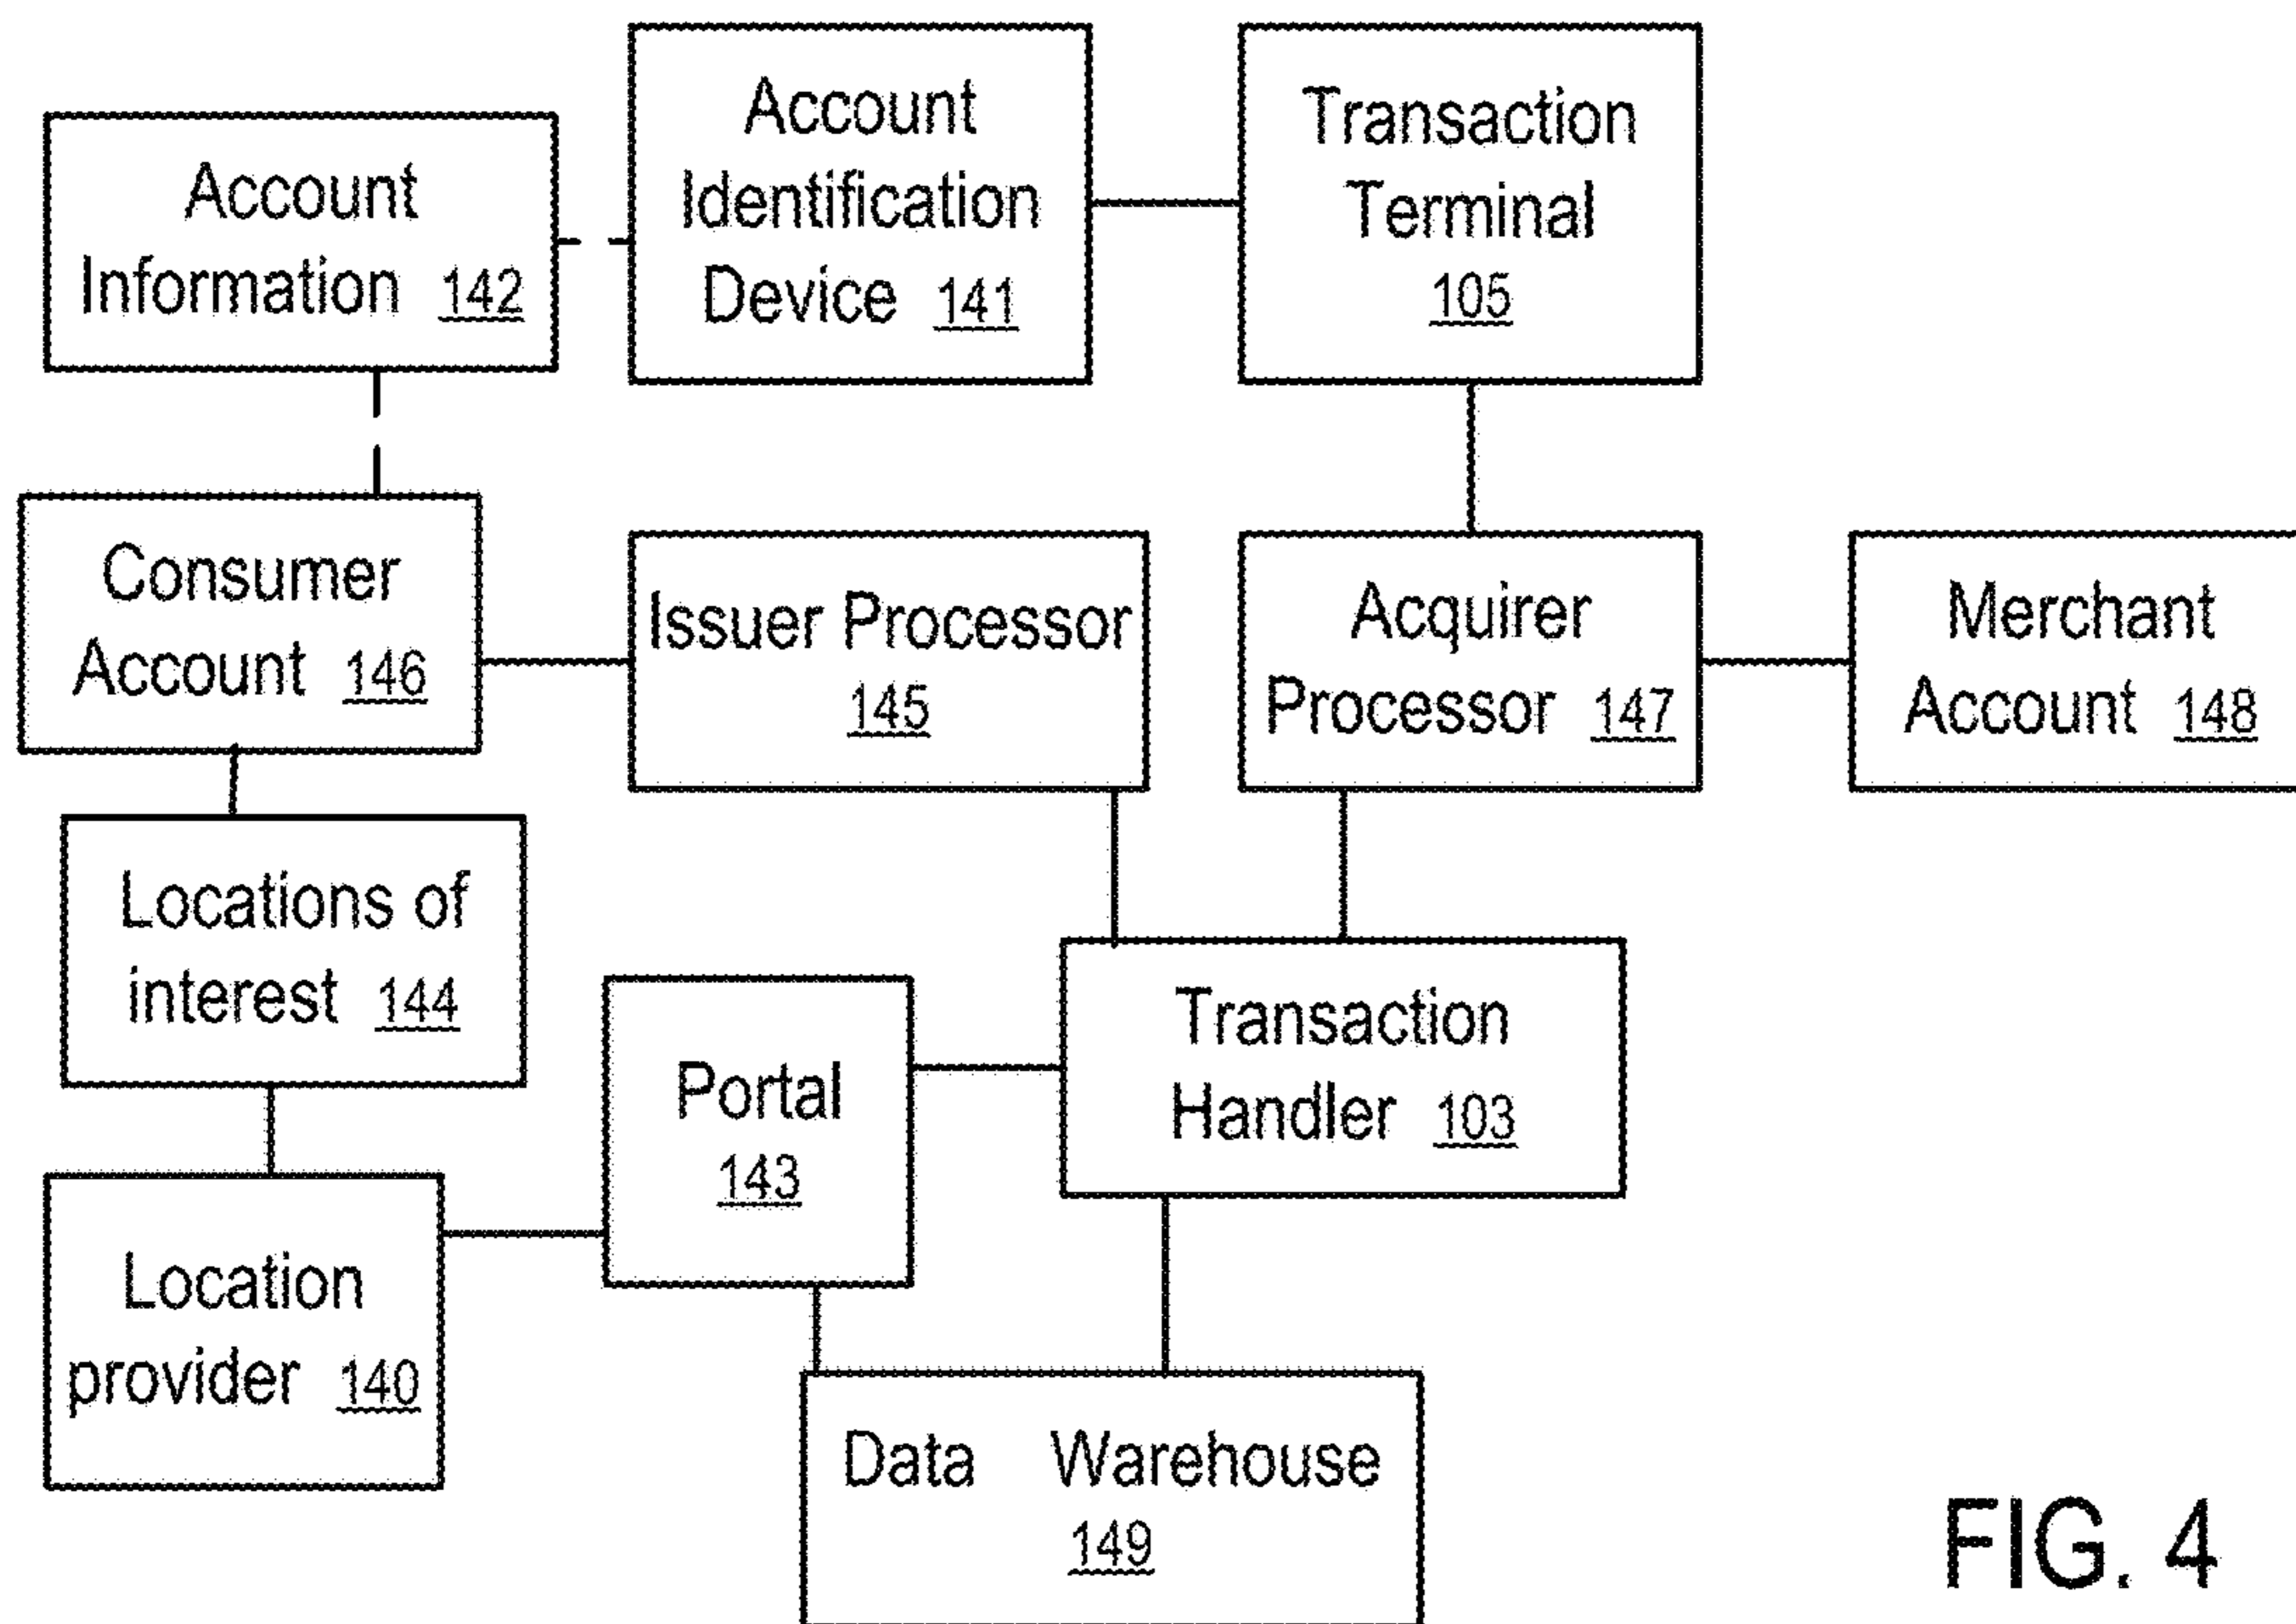 Account
Information 142
Account
Identification
Device 141
Transaction
Terminal
105
Consumer
Account 146
Issuer Processor
145
Acquirer
Processor 147
Merchant
Account 148
Locations of
interest 144
Portal
143
Transaction
Handler 103
Location
provider 140
Data Warehouse
149
FIG. 4